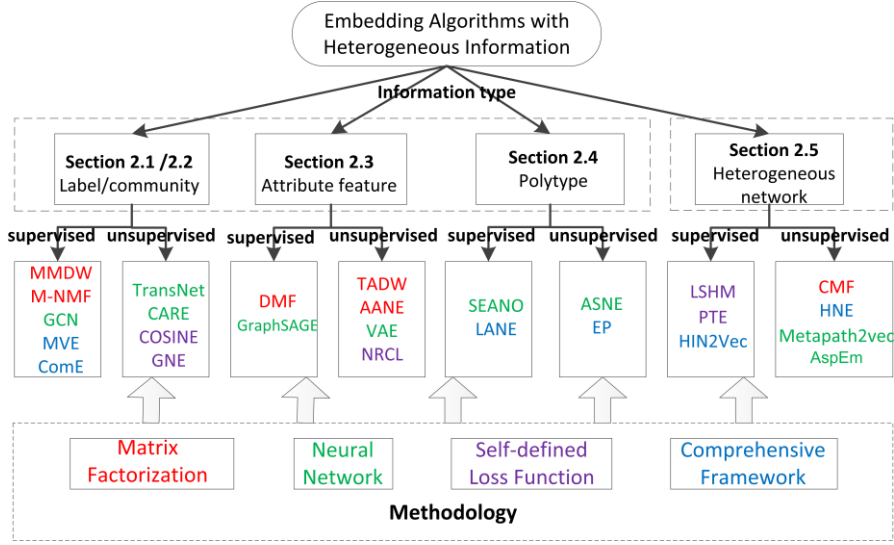 Embedding Algorithms with
Heterogeneous Information
Information type
Section 2.1 /2.2
Label/community
Section 2.3
Attribute feature
Section 2.4
Polytype
Section 2.5
Heterogeneous
network
supervised
unsupervised
supervised
unsupervised
supervised
unsupervised
supervised
unsupervised
MMDW
M-NMF
GCN
MVE
ComE
TransNet
CARE
COSINE
GNE
DMF
GraphSAGE
TADW
AANE
VAE
NRCL
SEANO
LANE
ASNE
EP
LSHM
PTE
HIN2Vec
CMF
HNE
Metapath2vec
AspEm
Matrix
Factorization
Neural
Network
Self-defined
Loss Function
Comprehensive
Framework
Methodology